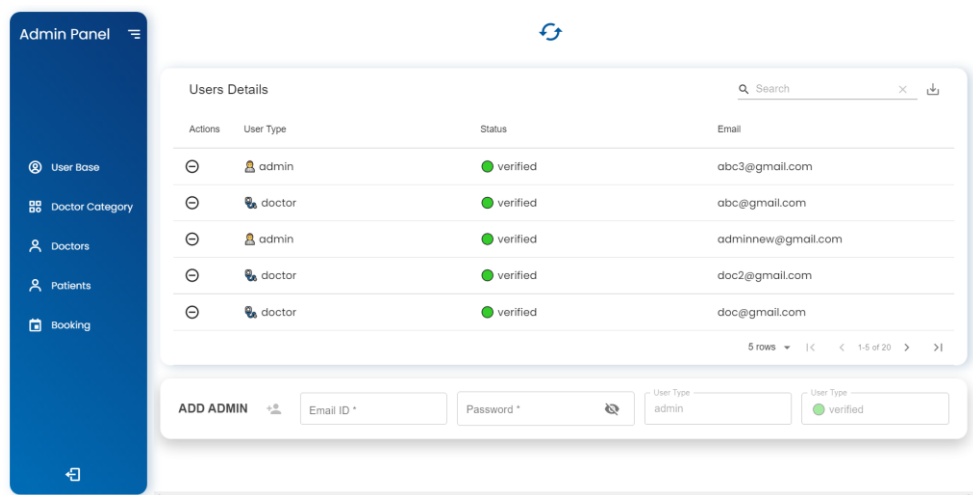 Admin Panel
User Base
Doctor Category
Doctors
Patients
Booking
Users Details
Search
Actions User Type Status Email
admin verified abc3@gmail.com
doctor verified abc@gmail.com
admin verified adminnew@gmail.com
doctor verified doc2@gmail.com
doctor verified doc@gmail.com
5 rows 1-5 of 20
ADD ADMIN
Email ID *
Password *
User Type
admin
User Type
verified